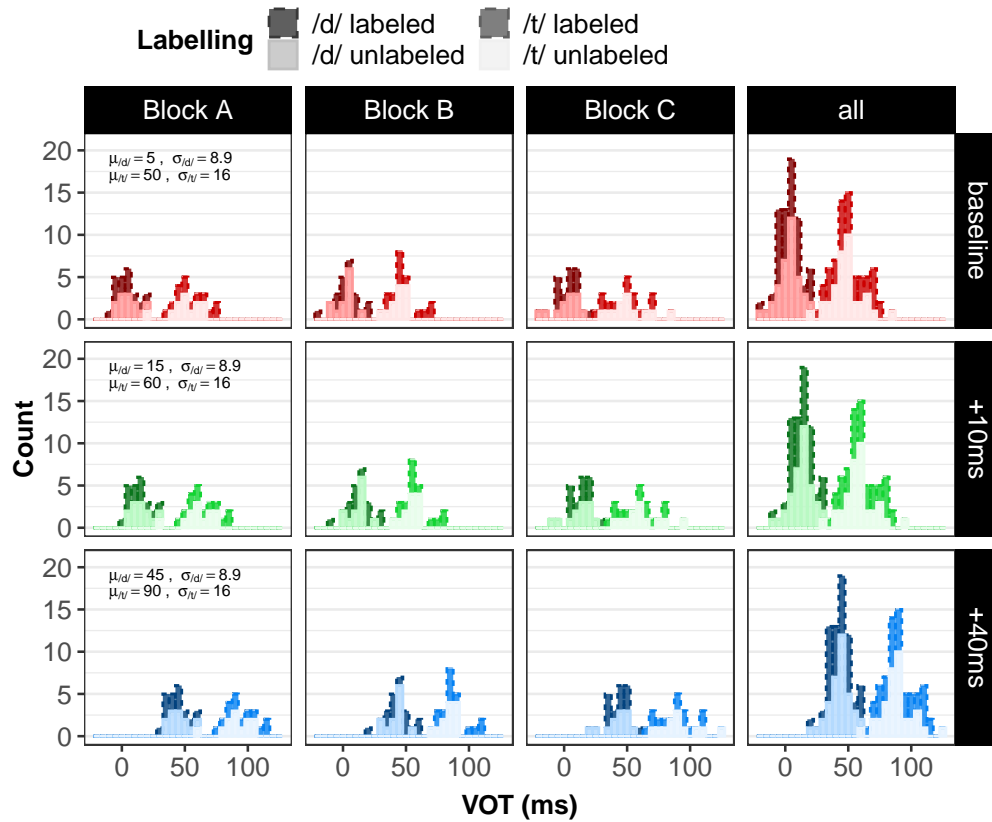 Labelling
/d/ labeled /t/ labeled
/d/ unlabeled /t/ unlabeled
Block A Block B Block C all
20
15
10
5
0
μ/d/ = 5 , σ/d/ = 8.9
μ/t/ = 50 , σ/t/ = 16
baseline
20
15
10
5
0
μ/d/ = 15 , σ/d/ = 8.9
μ/t/ = 60 , σ/t/ = 16
+10ms
Count
20
15
10
5
0
μ/d/ = 45 , σ/d/ = 8.9
μ/t/ = 90 , σ/t/ = 16
+40ms
0 50 100 0 50 100 0 50 100 0 50 100
VOT (ms)